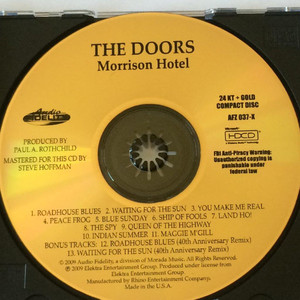 THE DOORS
Morrison Hotel
Audio
FIDELITY
24 KT + GOLD
COMPACT DISC
AFZ 037-X
PRODUCED BY
PAUL A. ROTHCHILD
MASTERED FOR THIS CD BY
STEVE HOFFMAN
HDCD
FBI Anti-Piracy Warning:
Unauthorized copying is
punishable under
federal law
1. ROADHOUSE BLUES 2. WAITING FOR THE SUN 3. YOU MAKE ME REAL
4. PEACE FROG 5. BLUE SUNDAY 6. SHIP OF FOOLS 7. LAND HO!
8. THE SPY 9. QUEEN OF THE HIGHWAY
10. INDIAN SUMMER 11. MAGGIE M'GILL
BONUS TRACKS: 12. ROADHOUSE BLUES (40th Anniversary Remix)
13. WAITING FOR THE SUN (40th Anniversary Remix)
© 2009 Audio Fidelity, a division of Morada Music. All Rights Reserved.
℗ 2009 Elektra Entertainment Group. Produced under license from
Elektra Entertainment Group.
Manufactured by Rhino Entertainment Company.
Made in the U.S.A.